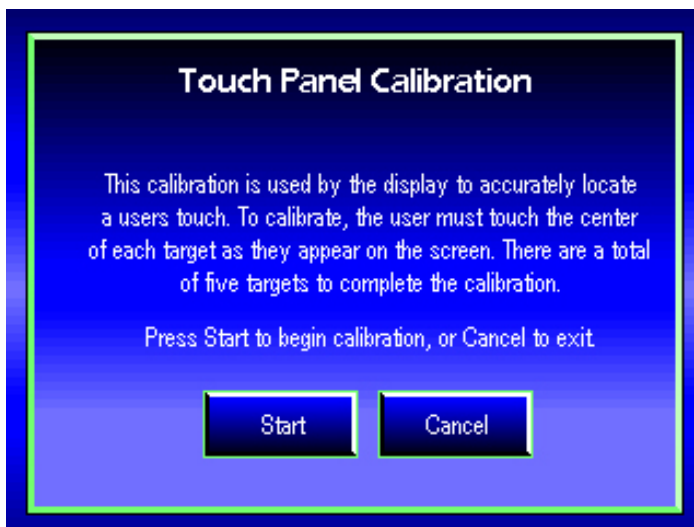 Touch Panel Calibration
This calibration is used by the display to accurately locate
a users touch. To calibrate, the user must touch the center
of each target as they appear on the screen. There are a total
of five targets to complete the calibration.
Press Start to begin calibration, or Cancel to exit.
Start
Cancel